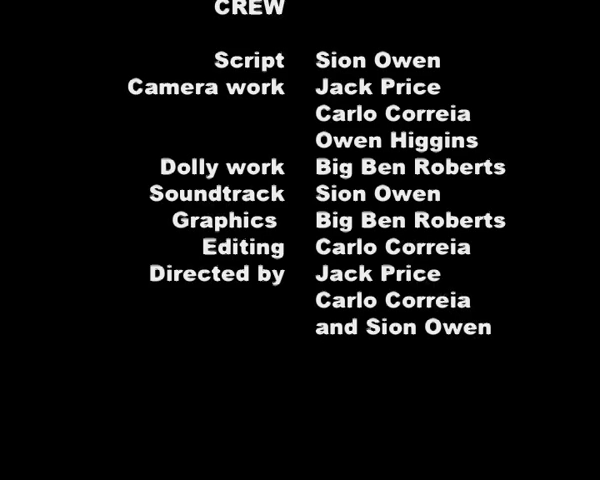 CREW
Script Sion Owen
Camera work Jack Price
Carlo Correia
Owen Higgins
Dolly work Big Ben Roberts
Soundtrack Sion Owen
Graphics Big Ben Roberts
Editing Carlo Correia
Directed by Jack Price
Carlo Correia
and Sion Owen